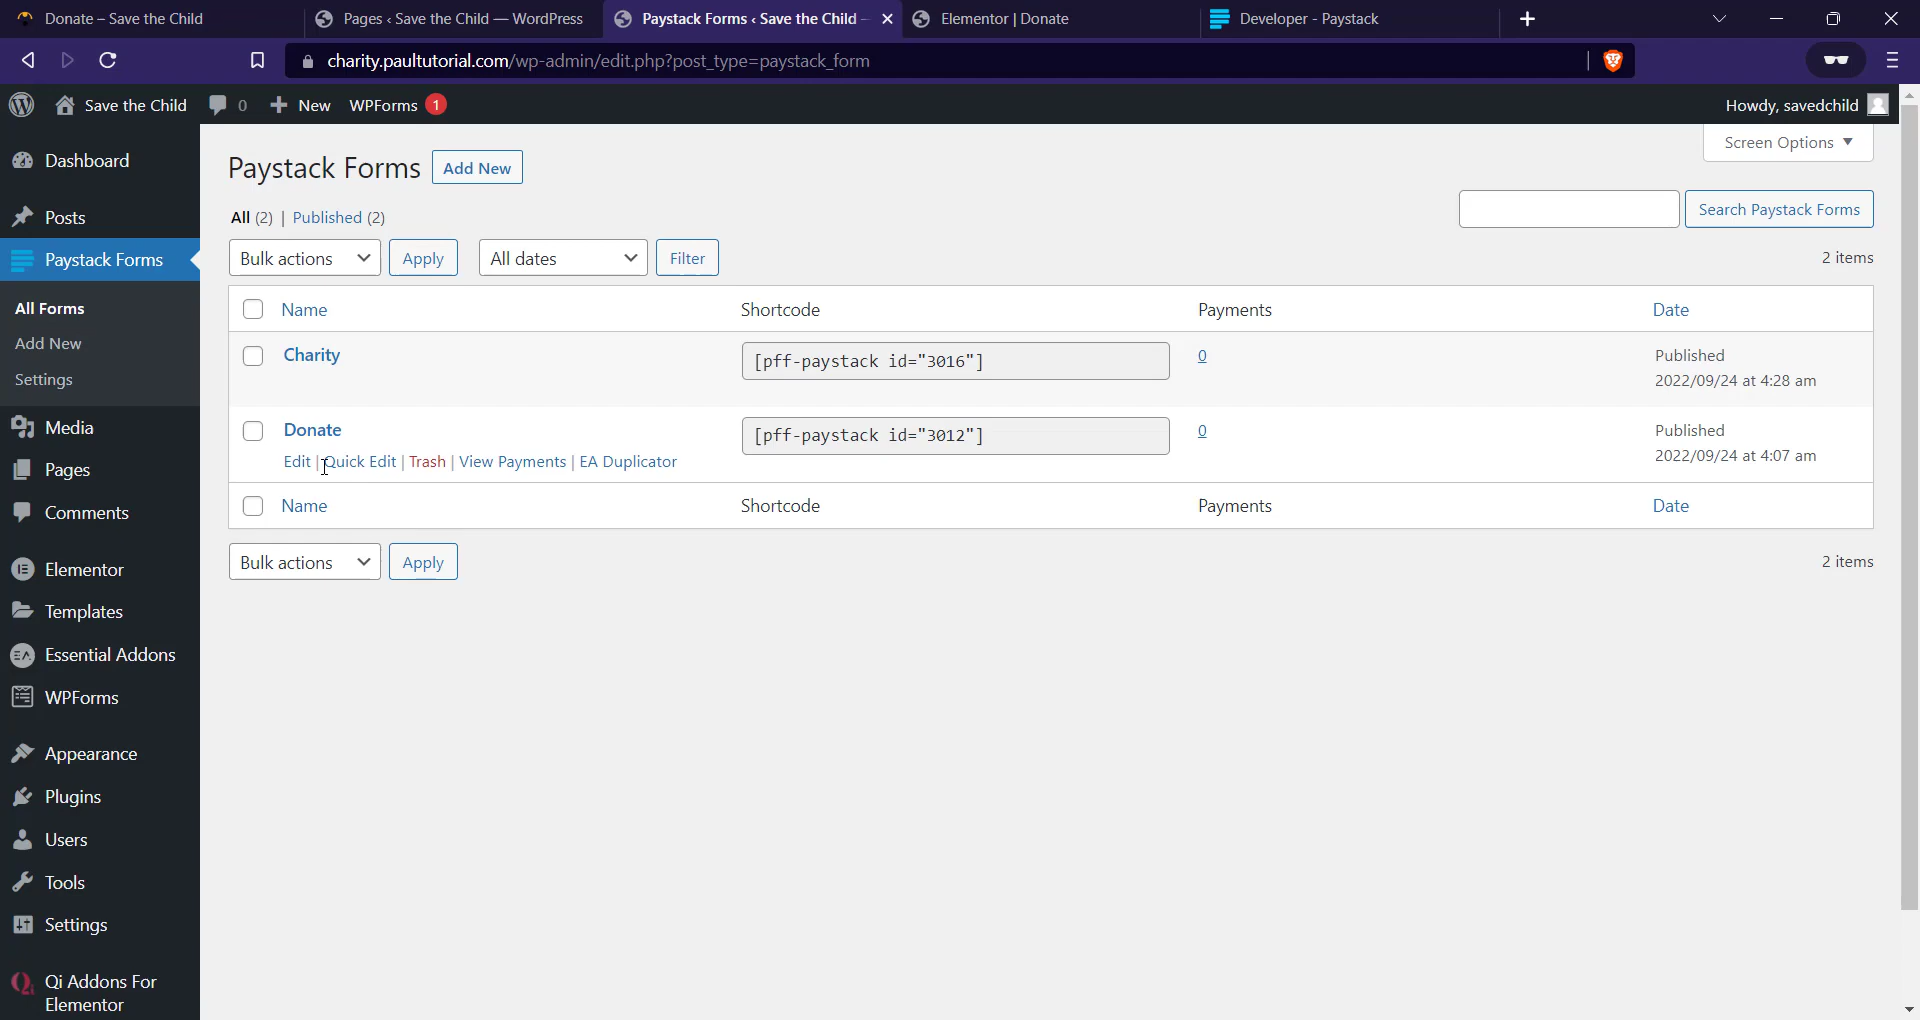 Donate – Save the Child
Pages ‹ Save the Child — WordPress
Paystack Forms ‹ Save the Child –
Elementor | Donate
Developer - Paystack
charity.paultutorial.com/wp-admin/edit.php?post_type=paystack_form
Save the Child 0 New WPForms 1
Howdy, savedchild
Screen Options
Dashboard
Posts
Paystack Forms
All Forms
Add New
Settings
Media
Pages
Comments
Elementor
Templates
Essential Addons
WPForms
Appearance
Plugins
Users
Tools
Settings
Qi Addons For
Elementor
Paystack Forms Add New
All (2) | Published (2)
Search Paystack Forms
Bulk actions Apply All dates Filter 2 items
Name Shortcode Payments Date
Charity [pff-paystack id="3016"] 0 Published
2022/09/24 at 4:28 am
Donate [pff-paystack id="3012"] 0 Published
Edit | Quick Edit | Trash | View Payments | EA Duplicator 2022/09/24 at 4:07 am
Name Shortcode Payments Date
Bulk actions Apply 2 items